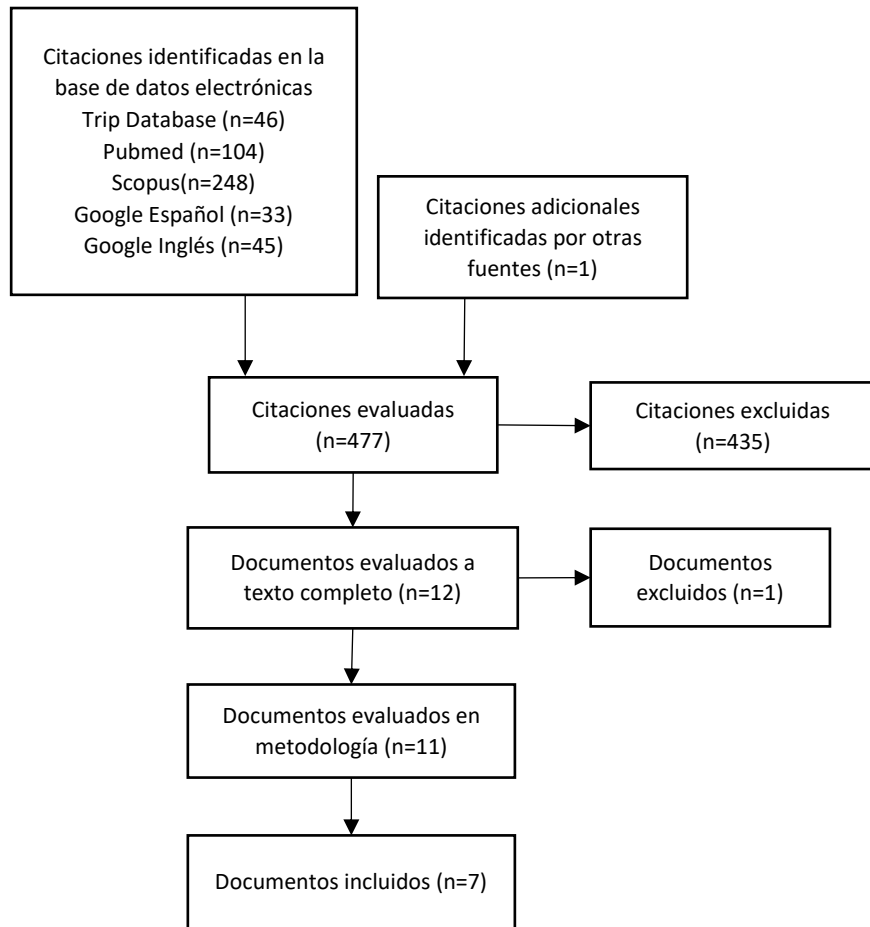 Citaciones identificadas en la
base de datos electrónicas
Trip Database (n=46)
Pubmed (n=104)
Scopus(n=248)
Google Español (n=33)
Google Inglés (n=45)
Citaciones adicionales
identificadas por otras
fuentes (n=1)
Citaciones evaluadas
(n=477)
Citaciones excluidas
(n=435)
Documentos evaluados a
texto completo (n=12)
Documentos
excluidos (n=1)
Documentos evaluados en
metodología (n=11)
Documentos incluidos (n=7)